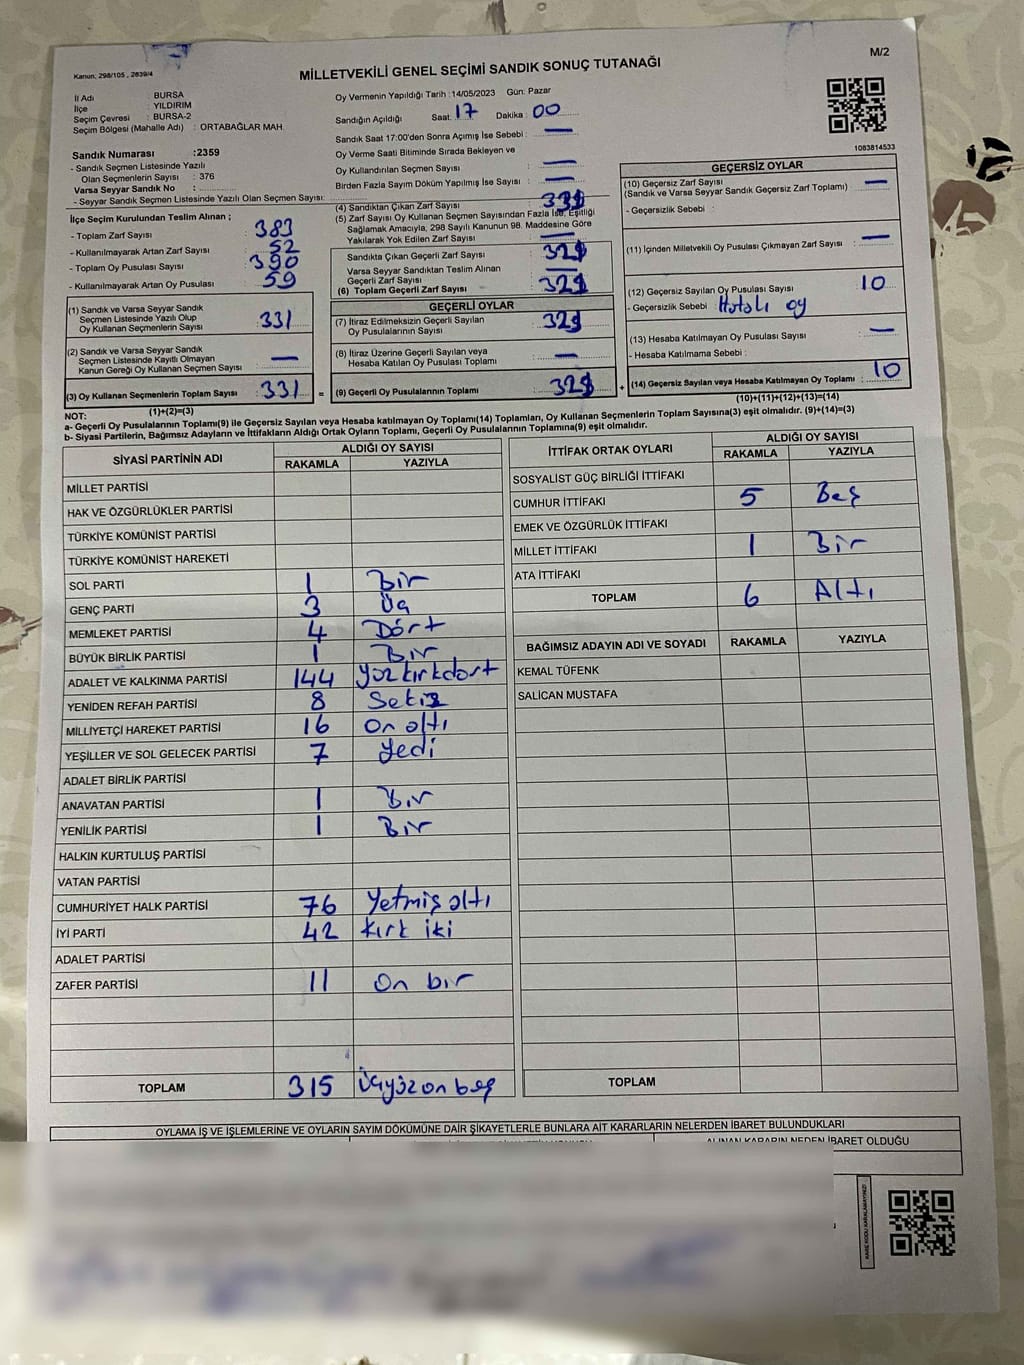 M/2
Kanun: 298/105 , 2839/4
MİLLETVEKİLİ GENEL SEÇİMİ SANDIK SONUÇ TUTANAĞI
İl Adı : BURSA
İlçe : YILDIRIM
Seçim Çevresi : BURSA-2
Seçim Bölgesi (Mahalle Adı) : ORTABAĞLAR MAH.
Sandık Numarası :2359
- Sandık Seçmen Listesinde Yazılı
Olan Seçmenlerin Sayısı : 376
Varsa Seyyar Sandık No :
- Seyyar Sandık Seçmen Listesinde Yazılı Olan Seçmen Sayısı:
Oy Vermenin Yapıldığı Tarih :14/05/2023 Gün: Pazar
Sandığın Açıldığı Saat: 17 Dakika : 00
Sandık Saat 17:00'den Sonra Açımış İse Sebebi : —
Oy Verme Saati Bitiminde Sırada Bekleyen ve
Oy Kullandırılan Seçmen Sayısı : —
Birden Fazla Sayım Döküm Yapılmış İse Sayısı : —
(4) Sandıktan Çıkan Zarf Sayısı
(5) Zarf Sayısı Oy Kullanan Seçmen Sayısından Fazla İse, Eşitliği
Sağlamak Amacıyla, 298 Sayılı Kanunun 98. Maddesine Göre
Yakılarak Yok Edilen Zarf Sayısı : —
Sandıkta Çıkan Geçerli Zarf Sayısı
Varsa Seyyar Sandıktan Teslim Alınan
Geçerli Zarf Sayısı : —
(6) Toplam Geçerli Zarf Sayısı
1083814533
İlçe Seçim Kurulundan Teslim Alınan ;
- Toplam Zarf Sayısı : 383
- Kullanılmayarak Artan Zarf Sayısı : 52
- Toplam Oy Pusulası Sayısı : 390
- Kullanılmayarak Artan Oy Pusulası : 59
(1) Sandık ve Varsa Seyyar Sandık
Seçmen Listesinde Yazılı Olup
Oy Kullanan Seçmenlerin Sayısı : 331
(2) Sandık ve Varsa Seyyar Sandık
Seçmen Listesinde Kayıtlı Olmayan
Kanun Gereği Oy Kullanan Seçmen Sayısı : —
(3) Oy Kullanan Seçmenlerin Toplam Sayısı : 331
(1)+(2)=(3)
=
GEÇERLİ OYLAR
(7) İtiraz Edilmeksizin Geçerli Sayılan
Oy Pusulalarının Sayısı
(8) İtiraz Üzerine Geçerli Sayılan veya
Hesaba Katılan Oy Pusulası Toplamı : —
(9) Geçerli Oy Pusulalarının Toplamı
+
GEÇERSİZ OYLAR
(10) Geçersiz Zarf Sayısı : —
(Sandık ve Varsa Seyyar Sandık Geçersiz Zarf Toplamı)
- Geçersizlik Sebebi :
(11) İçinden Milletvekili Oy Pusulası Çıkmayan Zarf Sayısı : —
(12) Geçersiz Sayılan Oy Pusulası Sayısı : 10
- Geçersizlik Sebebi : Hatalı oy
(13) Hesaba Katılmayan Oy Pusulası Sayısı : —
- Hesaba Katılmama Sebebi :
(14) Geçersiz Sayılan veya Hesaba Katılmayan Oy Toplamı : 10
(10)+(11)+(12)+(13)=(14)
NOT:
a- Geçerli Oy Pusulalarının Toplamı(9) ile Geçersiz Sayılan veya Hesaba Katılmayan Oy Toplamı(14) Toplamları, Oy Kullanan Seçmenlerin Toplam Sayısına(3) eşit olmalıdır. (9)+(14)=(3)
b- Siyasi Partilerin, Bağımsız Adayların ve İttifakların Aldığı Ortak Oyların Toplamı, Geçerli Oy Pusulalarının Toplamına(9) eşit olmalıdır.
SİYASİ PARTİNİN ADI ALDIĞI OY SAYISI
RAKAMLA YAZIYLA
MİLLET PARTİSİ
HAK VE ÖZGÜRLÜKLER PARTİSİ
TÜRKİYE KOMÜNİST PARTİSİ
TÜRKİYE KOMÜNİST HAREKETİ
SOL PARTİ 1 Bir
GENÇ PARTİ 3 Üç
MEMLEKET PARTİSİ 4 Dört
BÜYÜK BİRLİK PARTİSİ 1 Bir
ADALET VE KALKINMA PARTİSİ 144 Yüzkırkdört
YENİDEN REFAH PARTİSİ 8 Sekiz
MİLLİYETÇİ HAREKET PARTİSİ 16 On altı
YEŞİLLER VE SOL GELECEK PARTİSİ 7 Yedi
ADALET BİRLİK PARTİSİ
ANAVATAN PARTİSİ 1 Bir
YENİLİK PARTİSİ 1 Bir
HALKIN KURTULUŞ PARTİSİ
VATAN PARTİSİ
CUMHURİYET HALK PARTİSİ 76 Yetmiş altı
İYİ PARTİ 42 Kırk iki
ADALET PARTİSİ
ZAFER PARTİSİ 11 On bir
TOPLAM 315 Üçyüz on beş
İTTİFAK ORTAK OYLARI ALDIĞI OY SAYISI
RAKAMLA YAZIYLA
SOSYALİST GÜÇ BİRLİĞİ İTTİFAKI
CUMHUR İTTİFAKI 5 Beş
EMEK VE ÖZGÜRLÜK İTTİFAKI
MİLLET İTTİFAKI 1 Bir
ATA İTTİFAKI
TOPLAM 6 Altı
BAĞIMSIZ ADAYIN ADI VE SOYADI RAKAMLA YAZIYLA
KEMAL TÜFENK
SALİCAN MUSTAFA
TOPLAM
OYLAMA İŞ VE İŞLEMLERİNE VE OYLARIN SAYIM DÖKÜMÜNE DAİR ŞİKAYETLERLE BUNLARA AİT KARARLARIN NELERDEN İBARET BULUNDUKLARI
ALINAN KARARIN NEDEN İBARET OLDUĞU